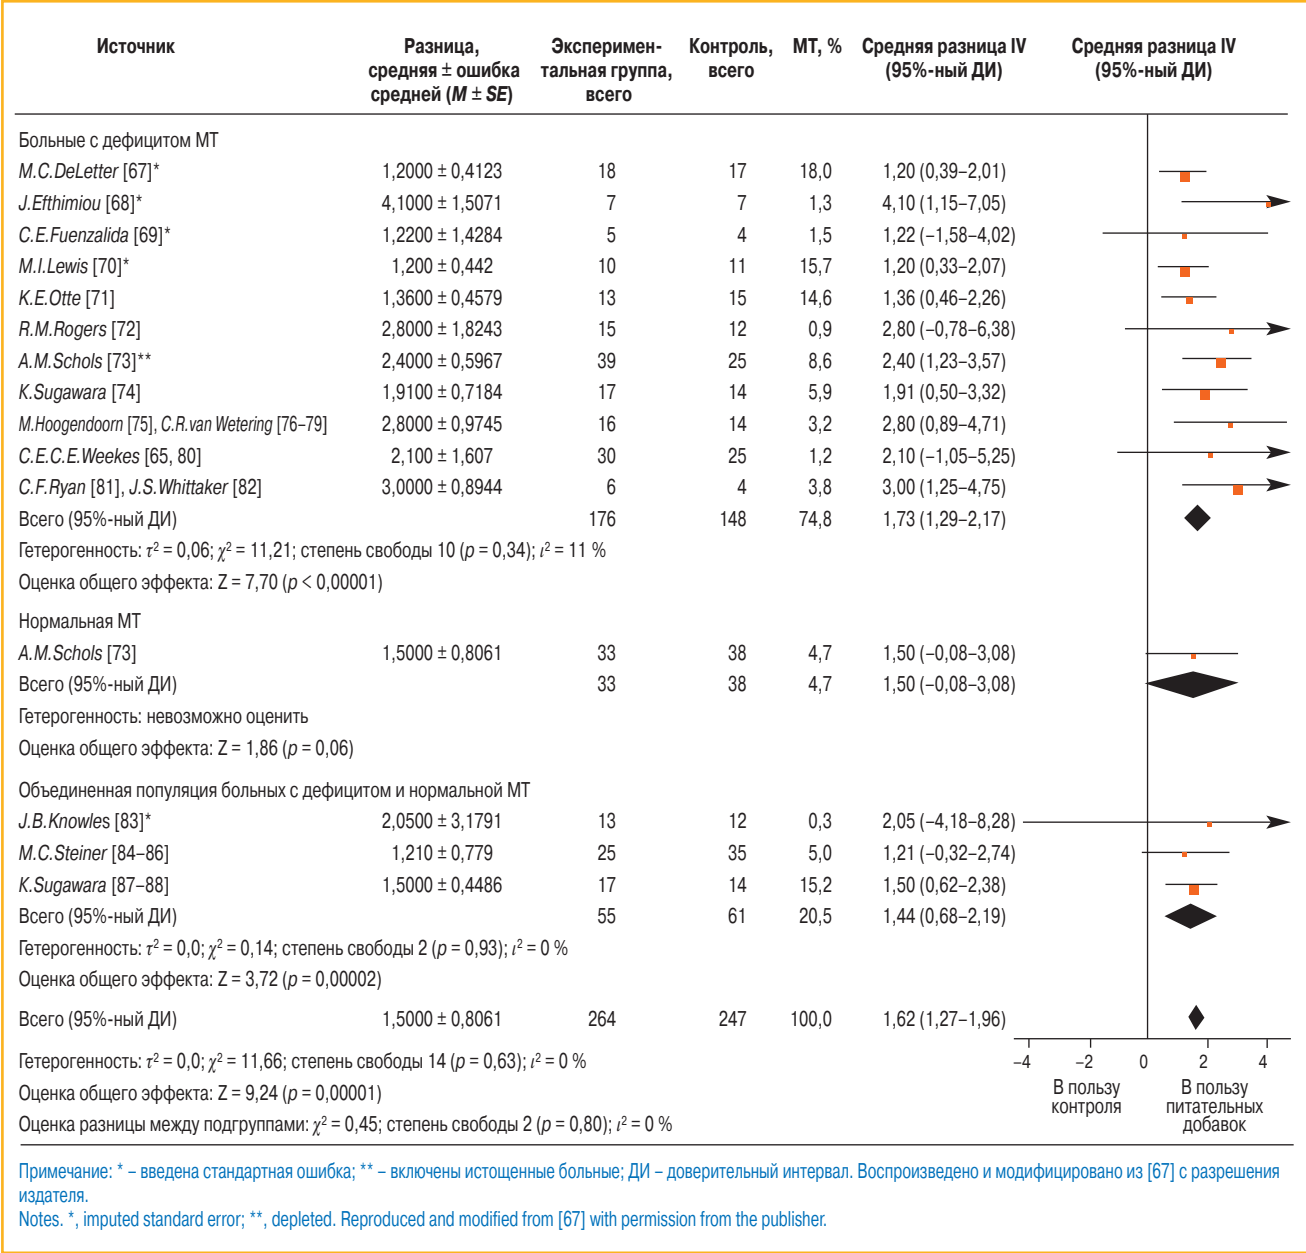 Источник Разница, Эксперимен- Контроль, МТ, % Средняя разница IV Средняя разница IV
средняя ± ошибка тальная группа, всего (95%-ный ДИ) (95%-ный ДИ)
средней (M ± SE) всего
Больные с дефицитом МТ
M.C.DeLetter [67]* 1,2000 ± 0,4123 18 17 18,0 1,20 (0,39–2,01)
J.Efthimiou [68]* 4,1000 ± 1,5071 7 7 1,3 4,10 (1,15–7,05)
C.E.Fuenzalida [69]* 1,2200 ± 1,4284 5 4 1,5 1,22 (–1,58–4,02)
M.I.Lewis [70]* 1,200 ± 0,442 10 11 15,7 1,20 (0,33–2,07)
K.E.Otte [71] 1,3600 ± 0,4579 13 15 14,6 1,36 (0,46–2,26)
R.M.Rogers [72] 2,8000 ± 1,8243 15 12 0,9 2,80 (–0,78–6,38)
A.M.Schols [73]** 2,4000 ± 0,5967 39 25 8,6 2,40 (1,23–3,57)
K.Sugawara [74] 1,9100 ± 0,7184 17 14 5,9 1,91 (0,50–3,32)
M.Hoogendoorn [75], C.R.van Wetering [76–79] 2,8000 ± 0,9745 16 14 3,2 2,80 (0,89–4,71)
C.E.C.E.Weekes [65, 80] 2,100 ± 1,607 30 25 1,2 2,10 (–1,05–5,25)
C.F.Ryan [81], J.S.Whittaker [82] 3,0000 ± 0,8944 6 4 3,8 3,00 (1,25–4,75)
Всего (95%-ный ДИ) 176 148 74,8 1,73 (1,29–2,17)
Гетерогенность: τ² = 0,06; χ² = 11,21; степень свободы 10 (p = 0,34); ι² = 11 %
Оценка общего эффекта: Z = 7,70 (p < 0,00001)
Нормальная МТ
A.M.Schols [73] 1,5000 ± 0,8061 33 38 4,7 1,50 (–0,08–3,08)
Всего (95%-ный ДИ) 33 38 4,7 1,50 (–0,08–3,08)
Гетерогенность: невозможно оценить
Оценка общего эффекта: Z = 1,86 (p = 0,06)
Объединенная популяция больных с дефицитом и нормальной МТ
J.B.Knowles [83]* 2,0500 ± 3,1791 13 12 0,3 2,05 (–4,18–8,28)
M.C.Steiner [84–86] 1,210 ± 0,779 25 35 5,0 1,21 (–0,32–2,74)
K.Sugawara [87–88] 1,5000 ± 0,4486 17 14 15,2 1,50 (0,62–2,38)
Всего (95%-ный ДИ) 55 61 20,5 1,44 (0,68–2,19)
Гетерогенность: τ² = 0,0; χ² = 0,14; степень свободы 2 (p = 0,93); ι² = 0 %
Оценка общего эффекта: Z = 3,72 (p = 0,00002)
Всего (95%-ный ДИ) 1,5000 ± 0,8061 264 247 100,0 1,62 (1,27–1,96)
Гетерогенность: τ² = 0,0; χ² = 11,66; степень свободы 14 (p = 0,63); ι² = 0 %
Оценка общего эффекта: Z = 9,24 (p = 0,00001)
Оценка разницы между подгруппами: χ² = 0,45; степень свободы 2 (p = 0,80); ι² = 0 %
–4 –2 0 2 4
В пользу
контроля
В пользу
питательных
добавок
Примечание: * – введена стандартная ошибка; ** – включены истощенные больные; ДИ – доверительный интервал. Воспроизведено и модифицировано из [67] с разрешения
издателя.
Notes. *, imputed standard error; **, depleted. Reproduced and modified from [67] with permission from the publisher.